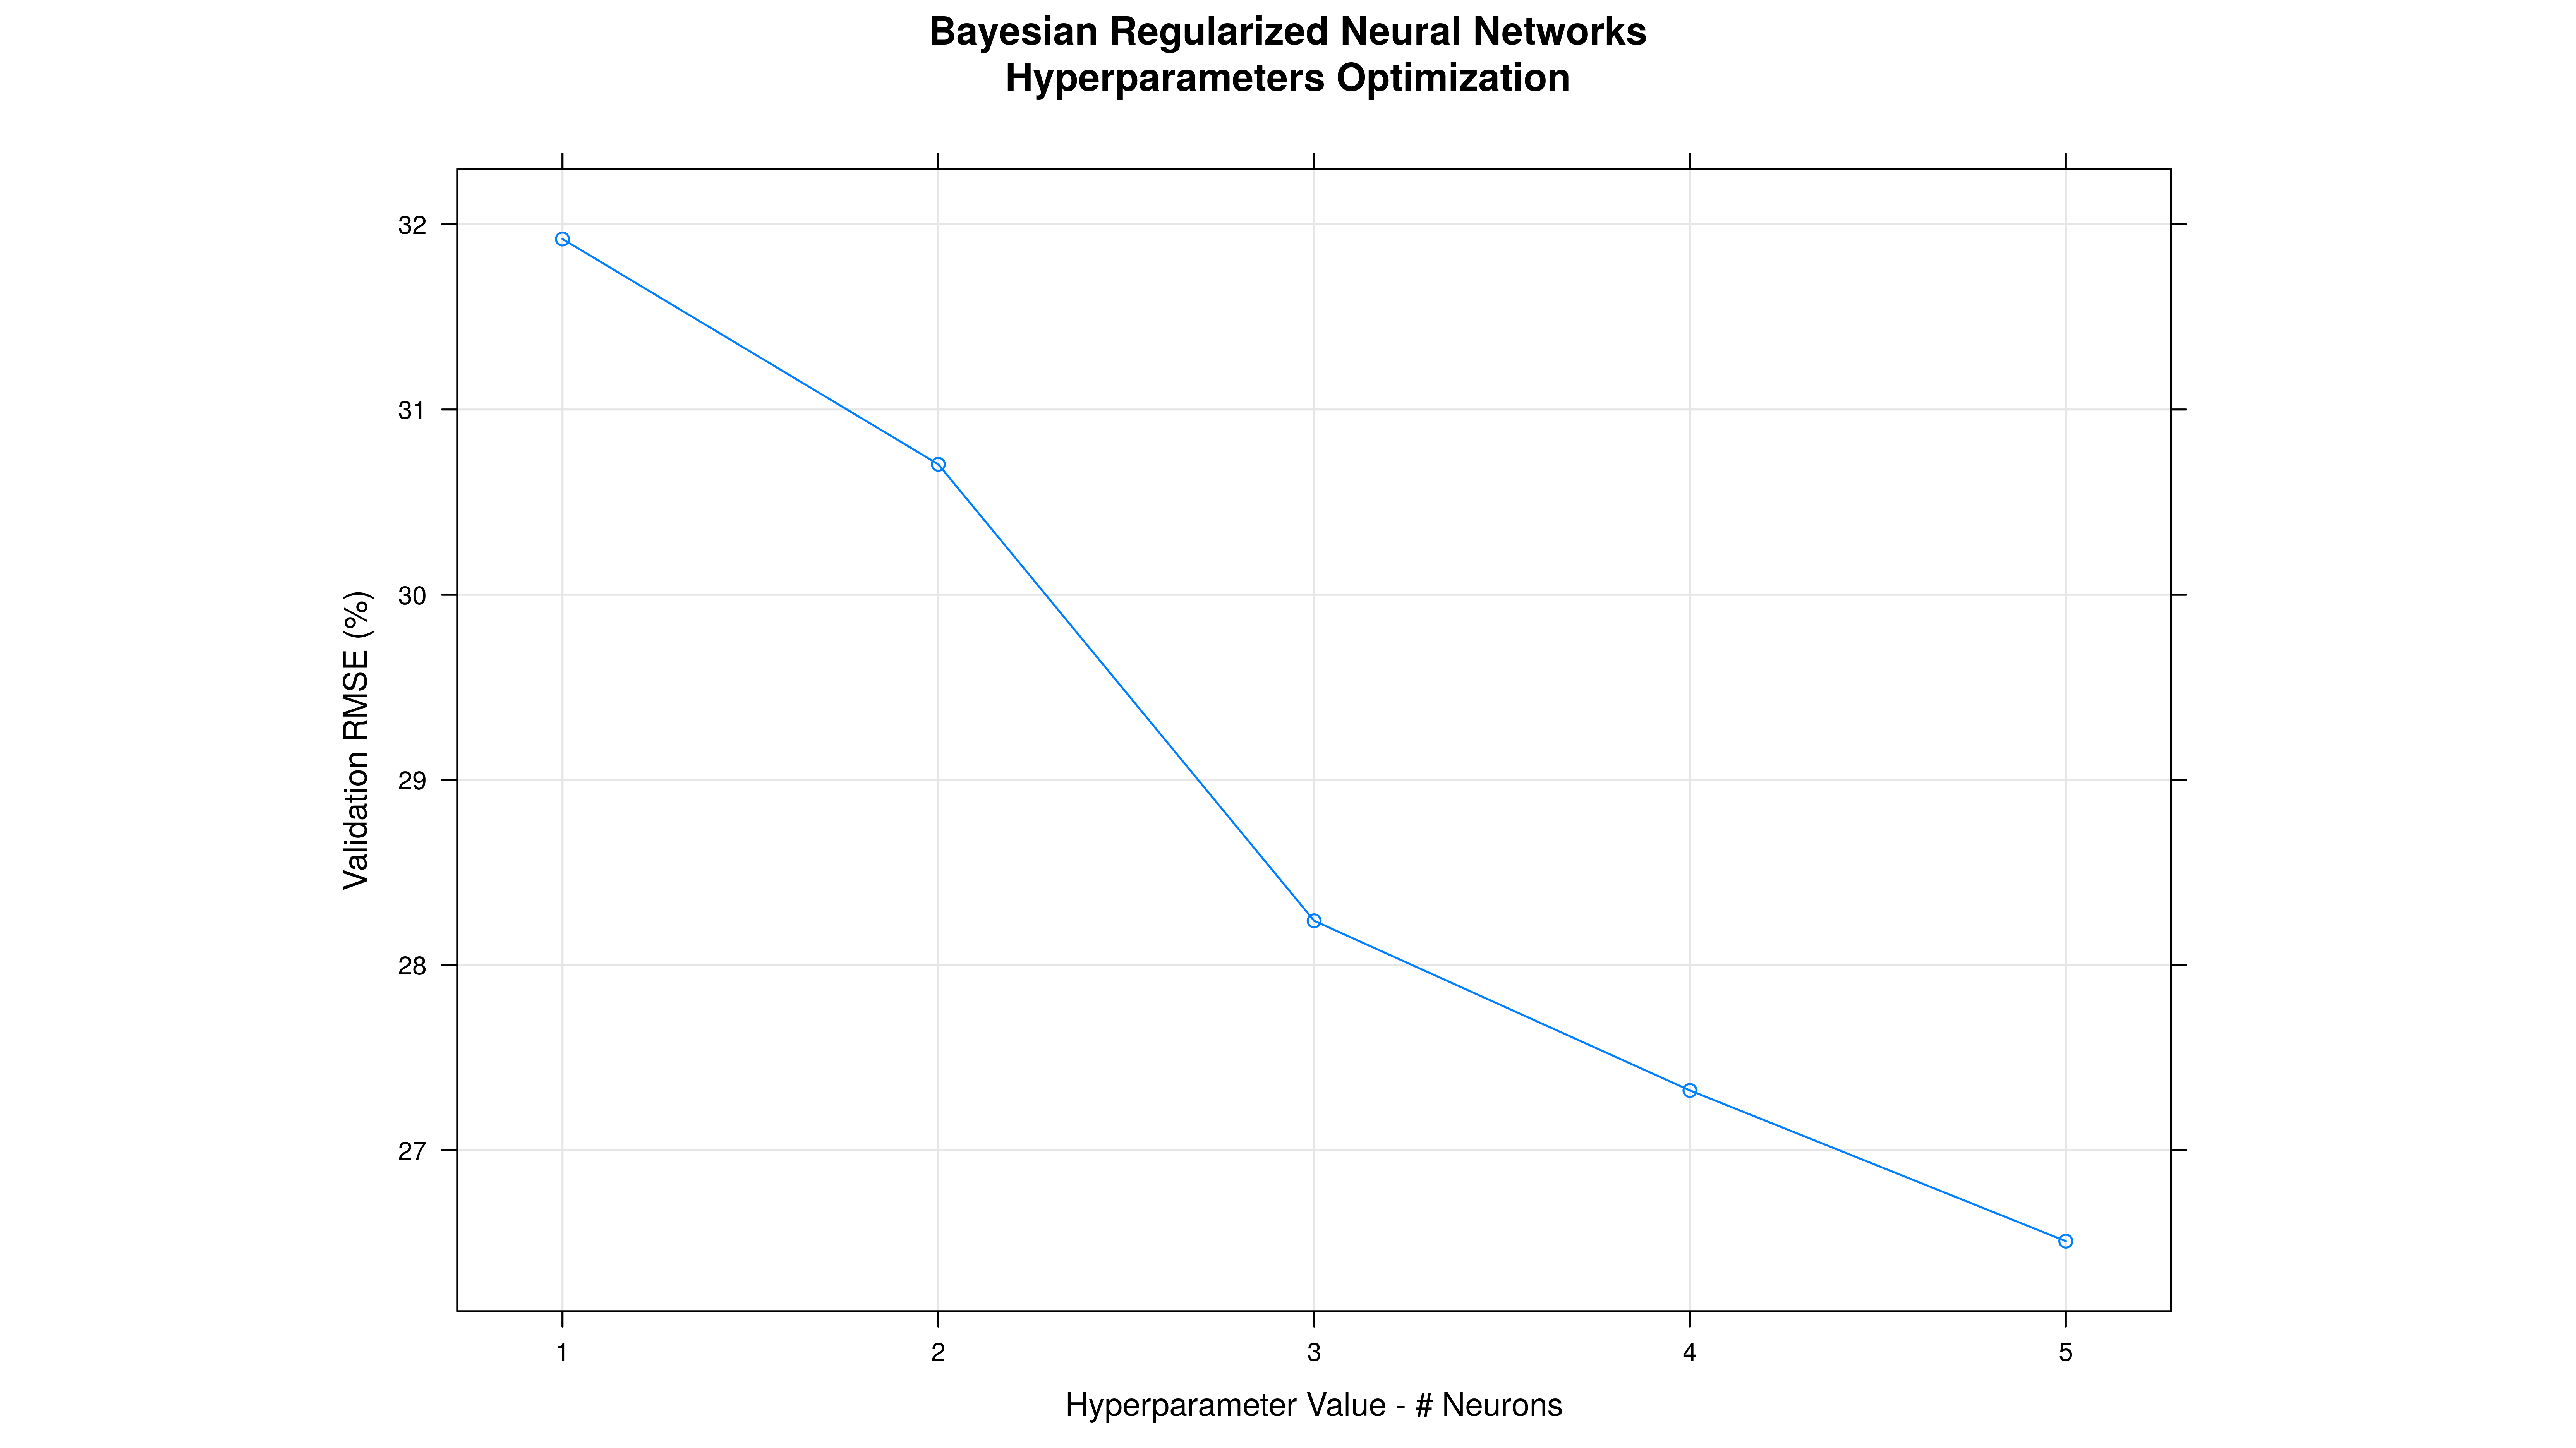 Bayesian Regularized Neural Networks
Hyperparameters Optimization
32
31
30
29
28
27
Validation RMSE (%)
1 2 3 4 5
Hyperparameter Value - # Neurons